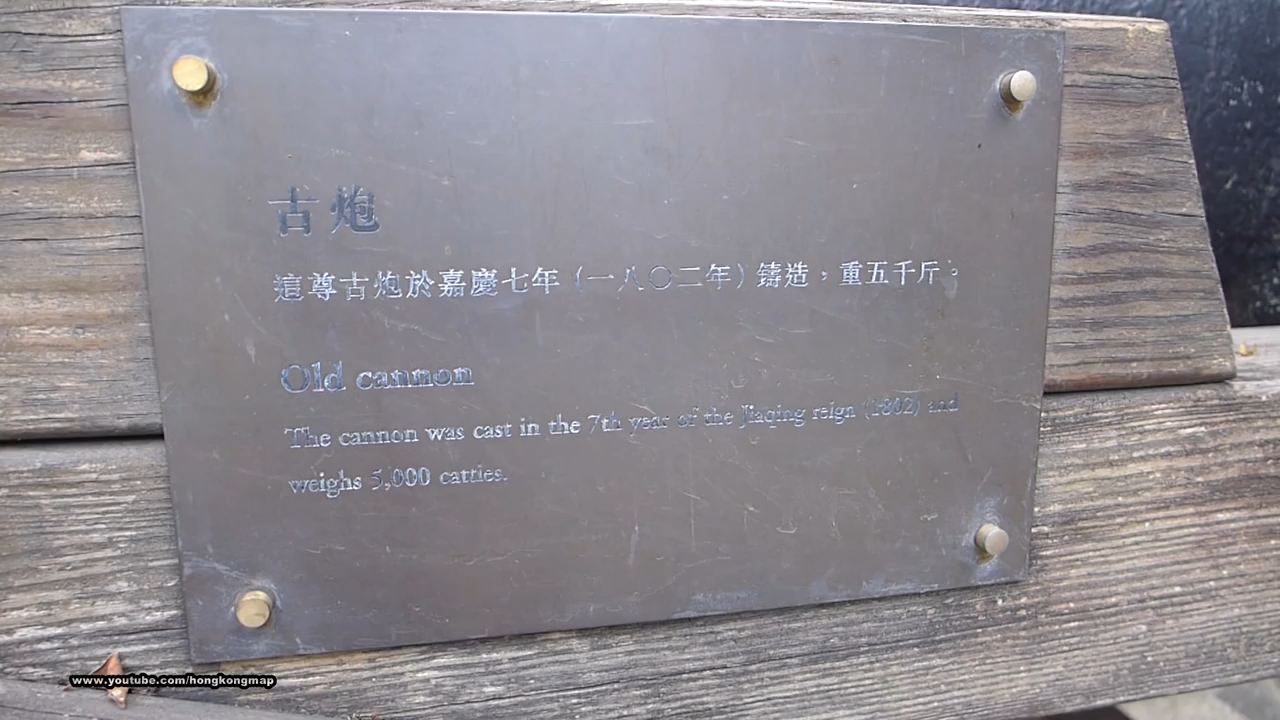 古炮
這尊古炮於嘉慶七年（一八〇二年）鑄造，重五千斤。
Old cannon
The cannon was cast in the 7th year of the Jiaqing reign (1802) and
weighs 5,000 catties.
www.youtube.com/hongkongmap